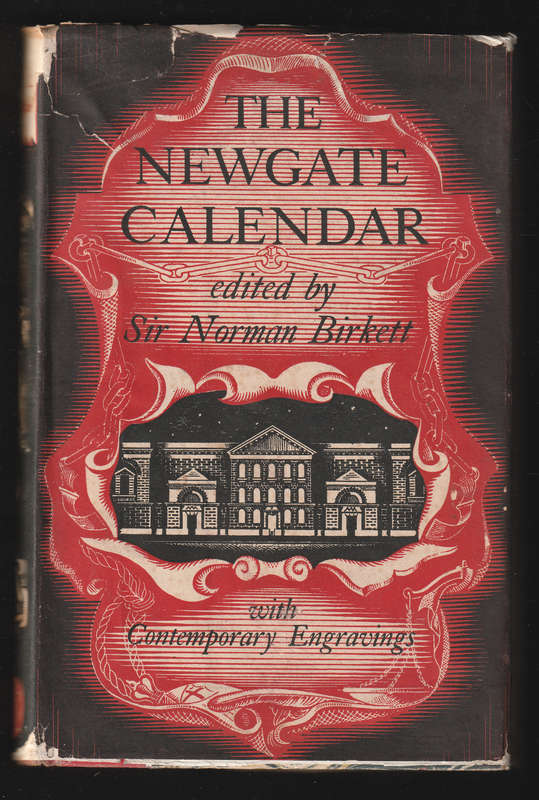 THE
NEWGATE
CALENDAR
edited by
Sir Norman Birkett
with
Contemporary Engravings